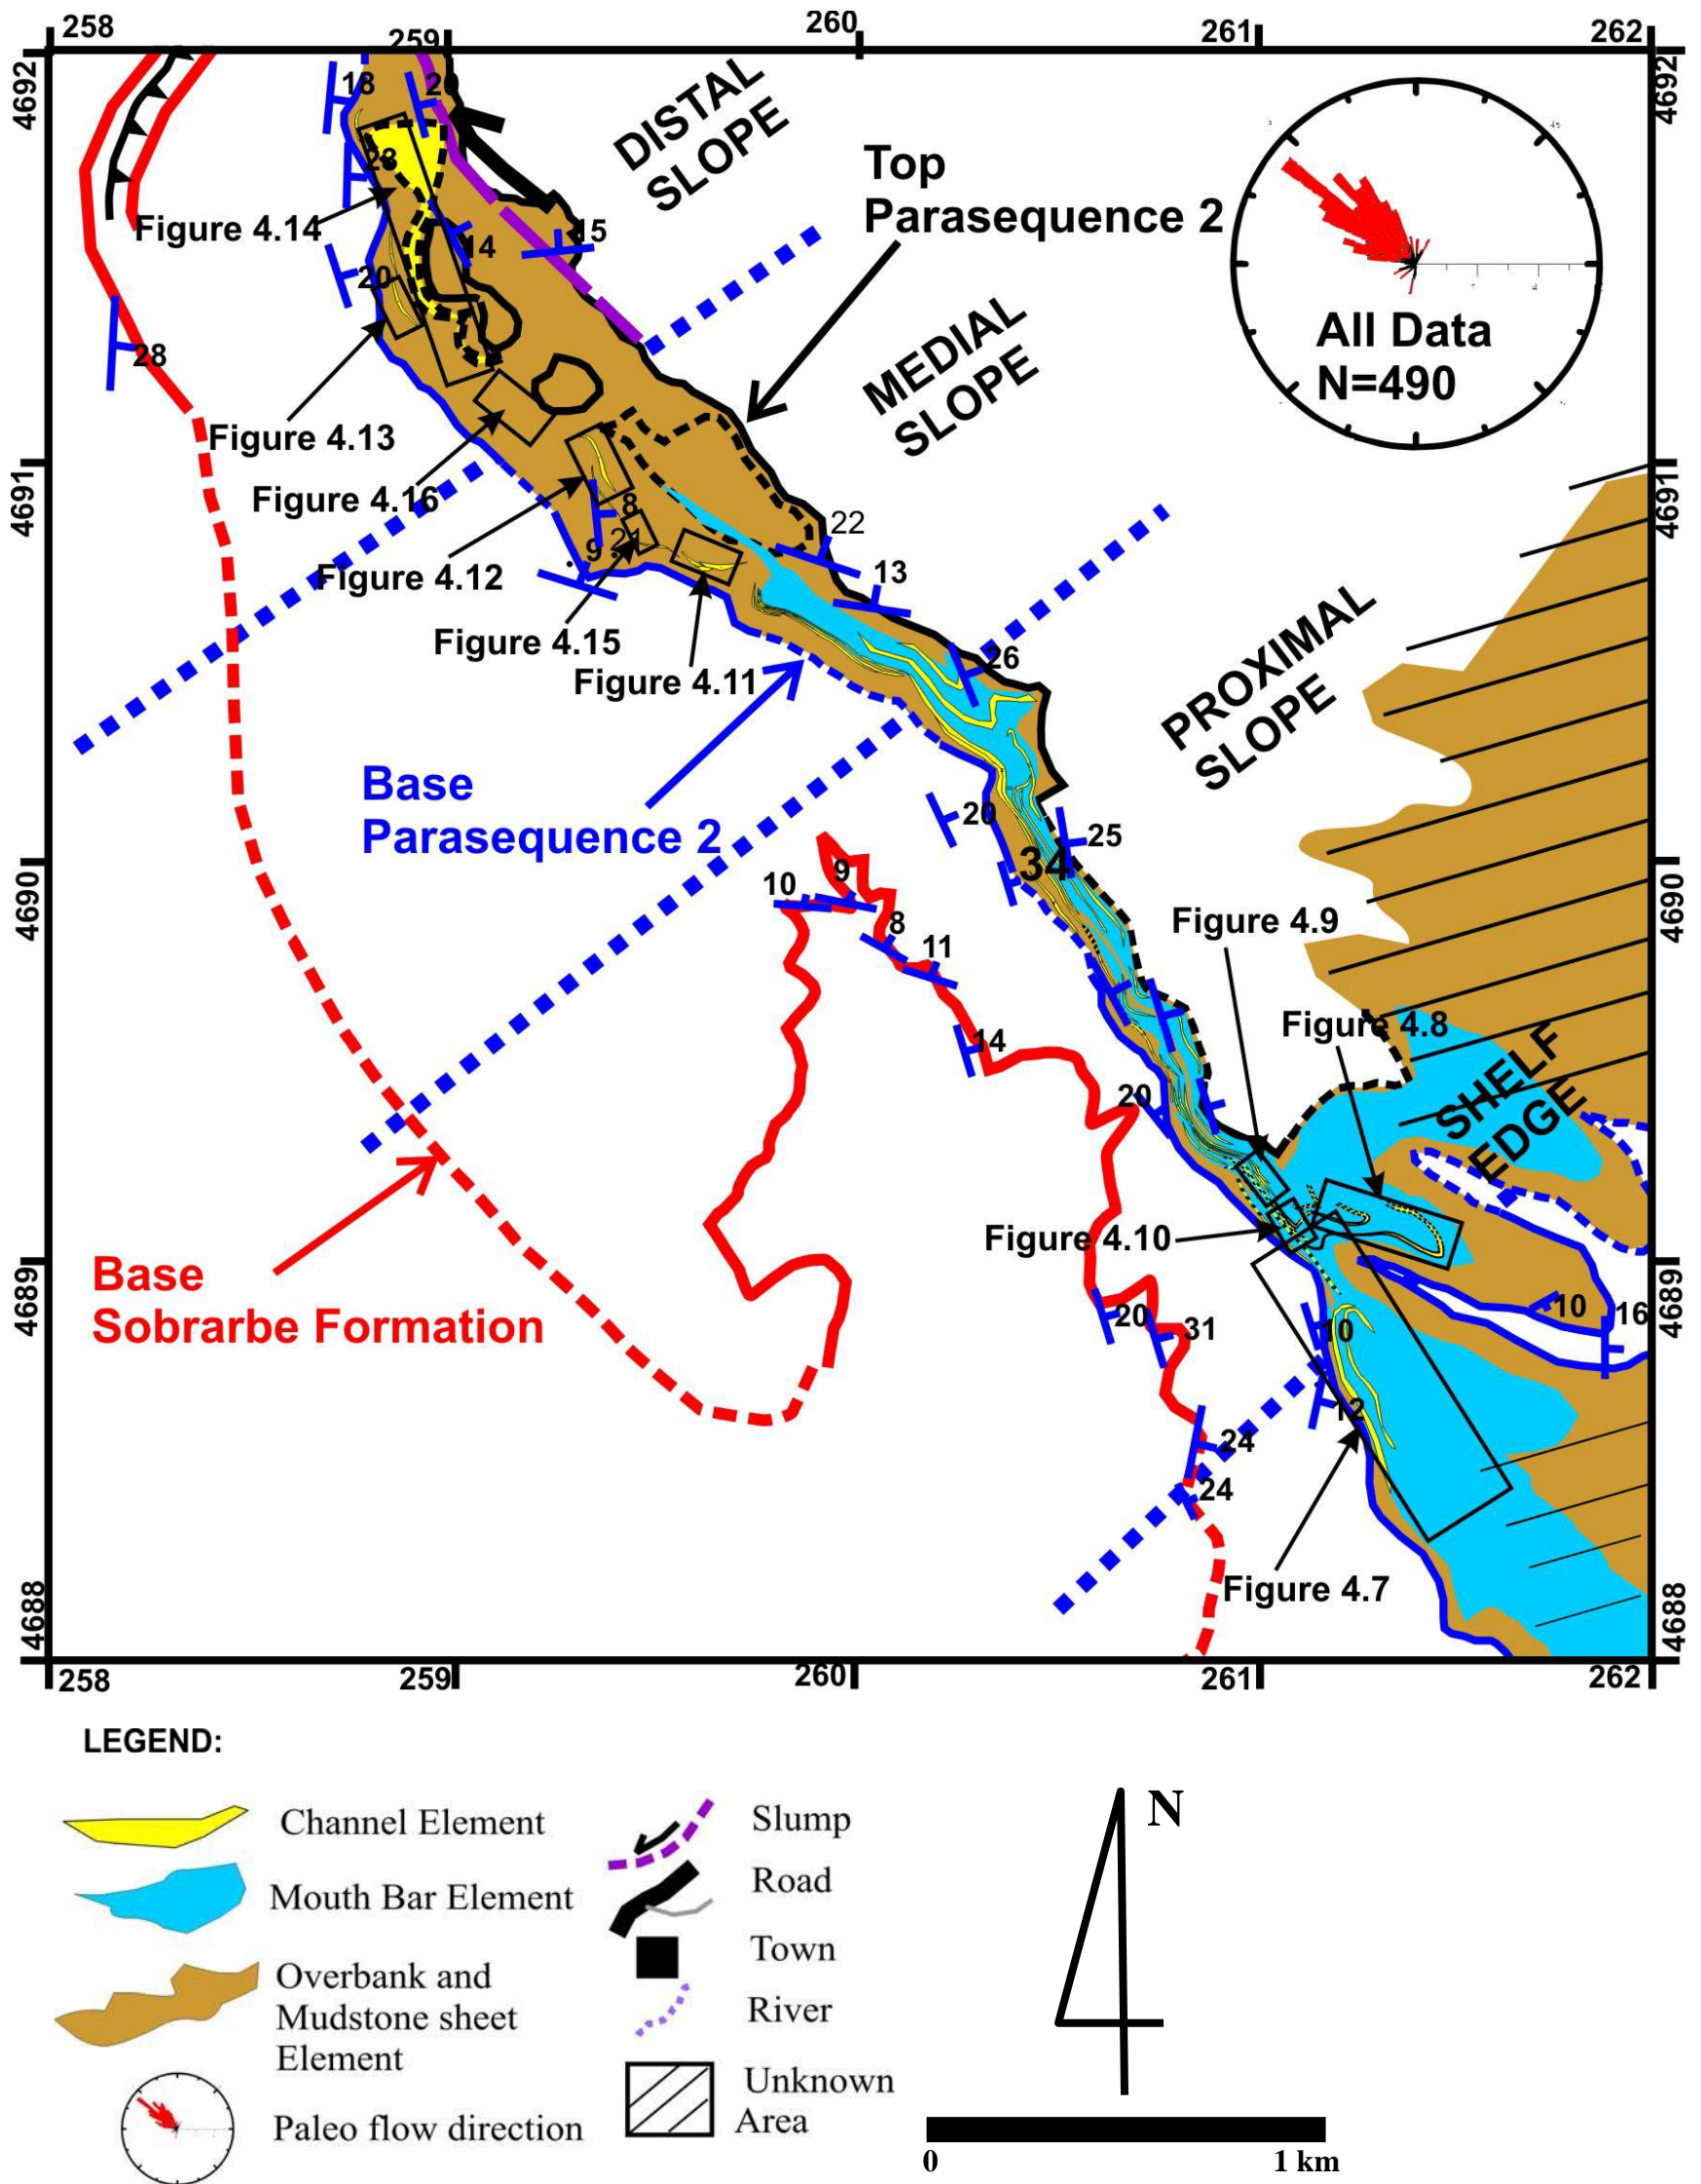 258
259
260
261
262
4692
4692
18
20
DISTAL
SLOPE
Top
Parasequence 2
23
Figure 4.14
14
15
20
28
All Data
N=490
MEDIAL
SLOPE
Figure 4.13
4691
4691
Figure 4.16
8
22
9
21
13
Figure 4.12
Figure 4.15
Figure 4.11
26
PROXIMAL
SLOPE
Base
Parasequence 2
20
25
34
4690
4690
10
9
8
11
Figure 4.9
14
Figure 4.8
SHELF
EDGE
20
Figure 4.10
4689
4689
Base
Sobrarbe Formation
10
16
20
31
10
12
24
24
Figure 4.7
4688
4688
258
259
260
261
262
LEGEND:
Channel Element
Mouth Bar Element
Overbank and
Mudstone sheet
Element
Paleo flow direction
Slump
Road
Town
River
Unknown
Area
N
0
1 km